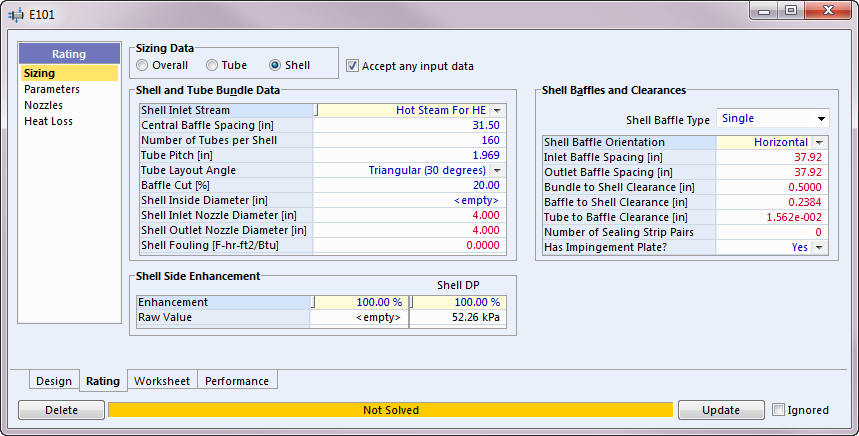 E101
Rating
Sizing
Parameters
Nozzles
Heat Loss
Sizing Data
Overall Tube Shell
Accept any input data
Shell and Tube Bundle Data
Shell Inlet Stream Hot Steam For HE
Central Baffle Spacing [in] 31.50
Number of Tubes per Shell 160
Tube Pitch [in] 1.969
Tube Layout Angle Triangular (30 degrees)
Baffle Cut [%] 20.00
Shell Inside Diameter [in] <empty>
Shell Inlet Nozzle Diameter [in] 4.000
Shell Outlet Nozzle Diameter [in] 4.000
Shell Fouling [F-hr-ft2/Btu] 0.0000
Shell Baffles and Clearances
Shell Baffle Type Single
Shell Baffle Orientation Horizontal
Inlet Baffle Spacing [in] 37.92
Outlet Baffle Spacing [in] 37.92
Bundle to Shell Clearance [in] 0.5000
Baffle to Shell Clearance [in] 0.2384
Tube to Baffle Clearance [in] 1.562e-002
Number of Sealing Strip Pairs 0
Has Impingement Plate? Yes
Shell Side Enhancement
Shell DP
Enhancement 100.00 % 100.00 %
Raw Value <empty> 52.26 kPa
Design Rating Worksheet Performance
Delete Not Solved Update Ignored